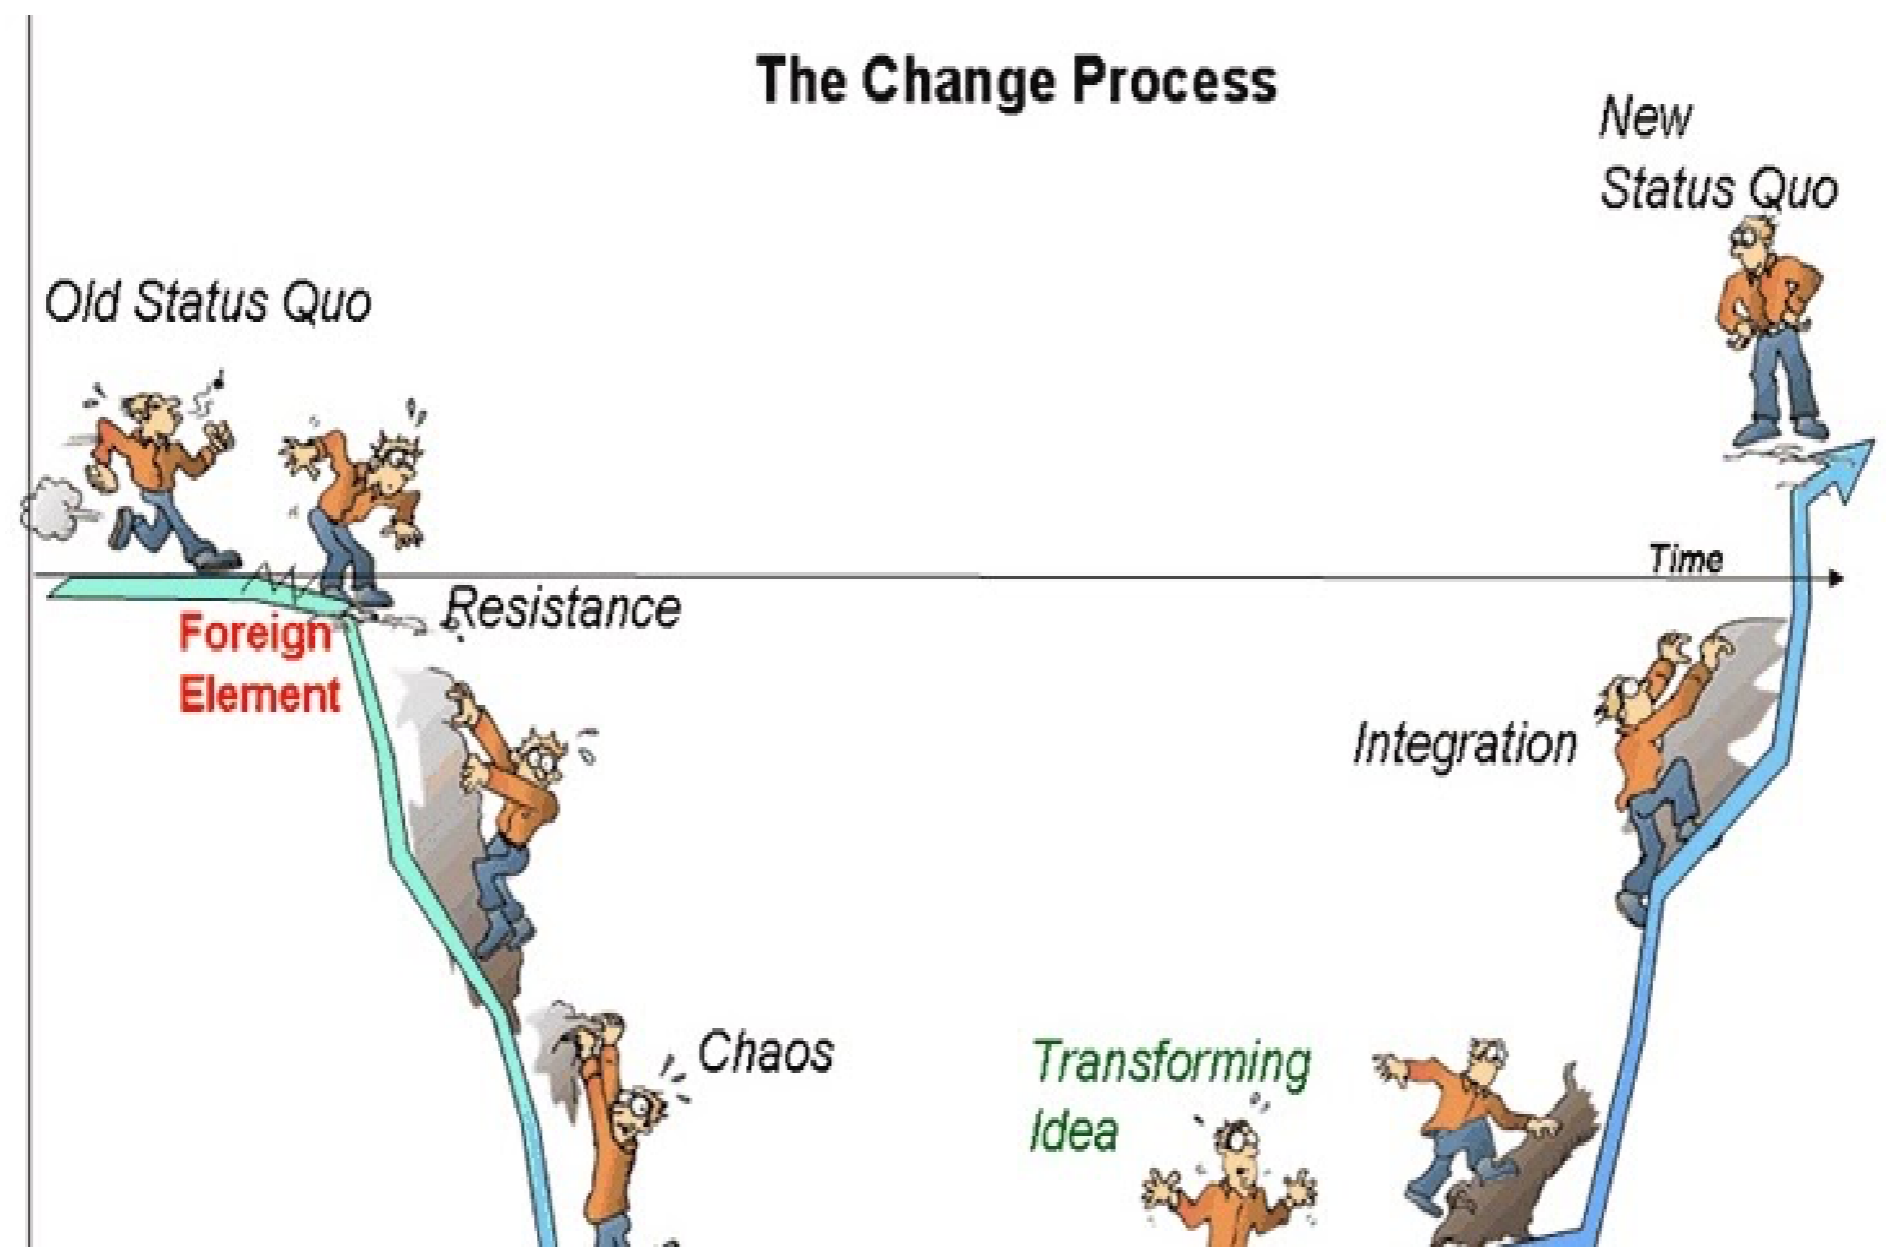 The Change Process
New
Status Quo
Old Status Quo
Time
Resistance
Foreign
Element
Integration
Chaos
Transforming
Idea